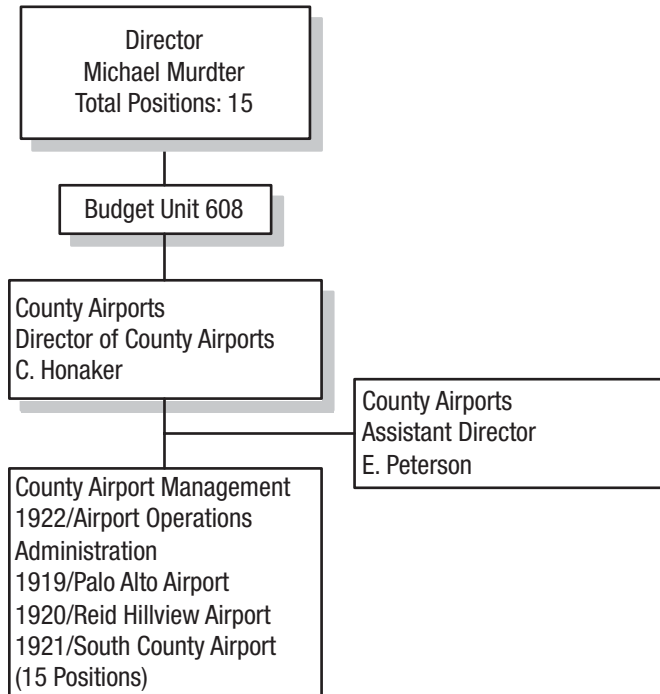 Director
Michael Murdter
Total Positions: 15
Budget Unit 608
County Airports
Director of County Airports
C. Honaker
County Airports
Assistant Director
E. Peterson
County Airport Management
1922/Airport Operations
Administration
1919/Palo Alto Airport
1920/Reid Hillview Airport
1921/South County Airport
(15 Positions)